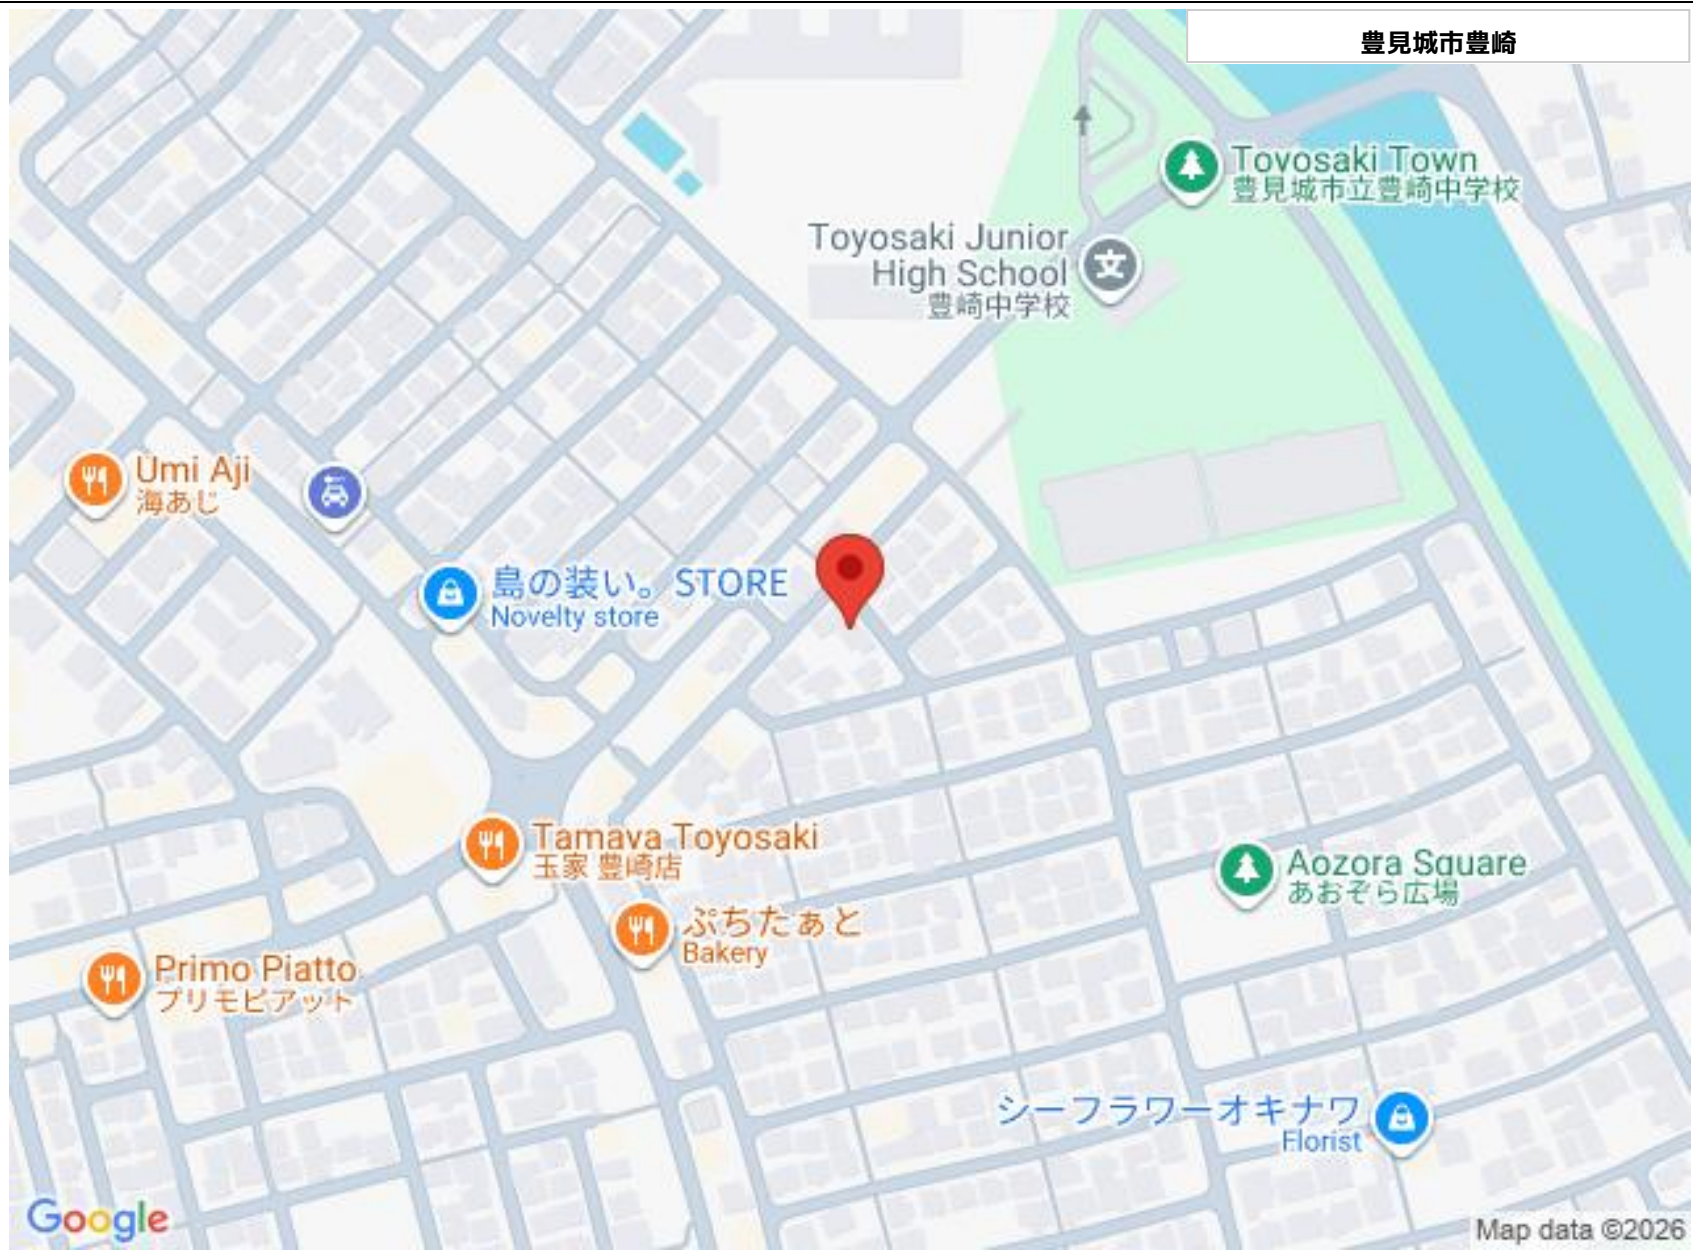 豊見城市豊崎
Toyosaki Town
豊見城市立豊崎中学校
Toyosaki Junior
High School
豊崎中学校
文
Umi Aji
海あじ
島の装い。STORE
Novelty store
Tamaya Toyosaki
玉家 豊崎店
Aozora Square
あおぞら広場
ぷちたぁと
Bakery
Primo Piatto
プリモピアット
シーフラワーオキナワ
Florist
Google
Map data ©2026